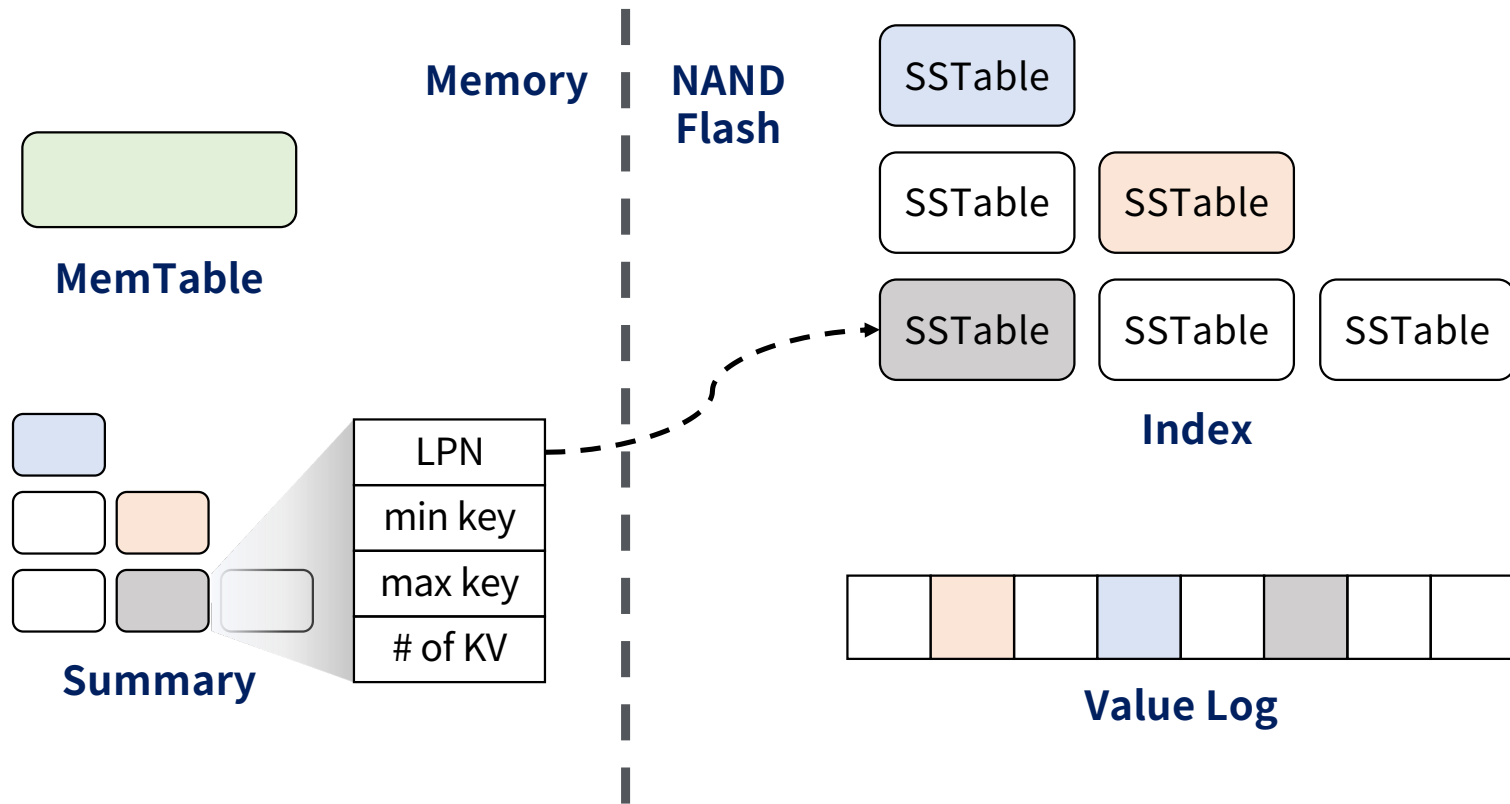 Memory
NAND
Flash
MemTable
Summary
LPN
min key
max key
# of KV
SSTable
SSTable
SSTable
SSTable
SSTable
SSTable
Index
Value Log